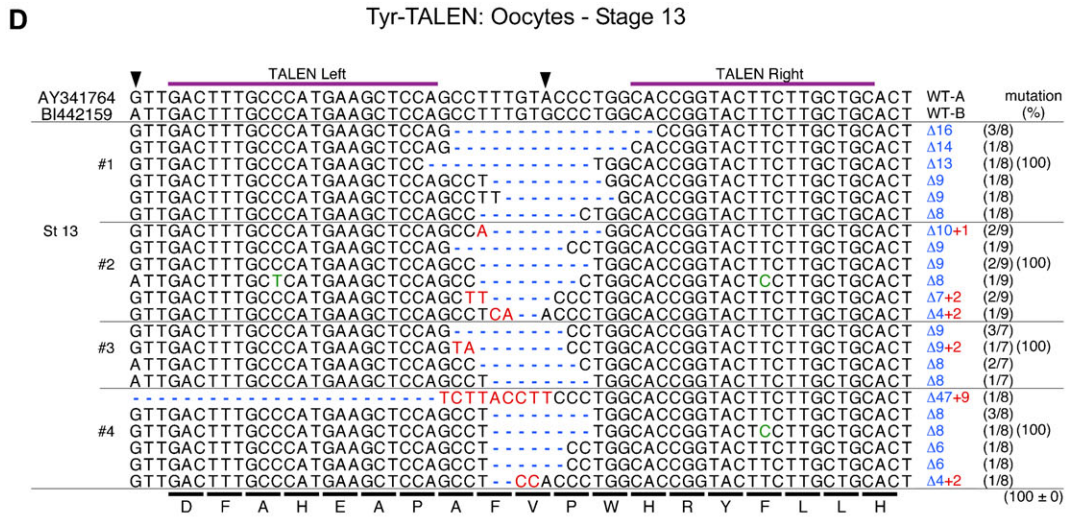 D
Tyr-TALEN: Oocytes - Stage 13
TALEN Left TALEN Right
AY341764 GTTGACTTTGCCCATGAAGCTCCAGCCTTTGTACCCTGGCACCGGTACTTCTTGCTGCACT WT-A mutation
BI442159 ATTGACTTTGCCCATGAAGCTCCAGCCTTTGTGCCCTGGCACCGGTACTTCTTGCTGCACT WT-B (%)
GTTGACTTTGCCCATGAAGCTCCAG----------------CCGGTACTTCTTGCTGCACT Δ16 (3/8)
GTTGACTTTGCCCATGAAGCTCCAG--------------CACCGGTACTTCTTGCTGCACT Δ14 (1/8)
#1 GTTGACTTTGCCCATGAAGCTCC-------------TGGCACCGGTACTTCTTGCTGCACT Δ13 (1/8) (100)
GTTGACTTTGCCCATGAAGCTCCAGCCT---------GGCACCGGTACTTCTTGCTGCACT Δ9 (1/8)
GTTGACTTTGCCCATGAAGCTCCAGCCTT---------GCACCGGTACTTCTTGCTGCACT Δ9 (1/8)
GTTGACTTTGCCCATGAAGCTCCAGCC--------CTGGCACCGGTACTTCTTGCTGCACT Δ8 (1/8)
St 13 GTTGACTTTGCCCATGAAGCTCCAGCCA---------GGCACCGGTACTTCTTGCTGCACT Δ10+1 (2/9)
GTTGACTTTGCCCATGAAGCTCCAG---------CCTGGCACCGGTACTTCTTGCTGCACT Δ9 (1/9)
#2 GTTGACTTTGCCCATGAAGCTCCAGCC---------TGGCACCGGTACTTCTTGCTGCACT Δ9 (2/9) (100)
ATTGACTTTGCTCATGAAGCTCCAGCC--------CTGGCACCGGTACTCCTTGCTGCACT Δ8 (1/9)
GTTGACTTTGCCCATGAAGCTCCAGCTT-----CCCTGGCACCGGTACTTCTTGCTGCACT Δ7+2 (2/9)
GTTGACTTTGCCCATGAAGCTCCAGCCTCA--ACCCTGGCACCGGTACTTCTTGCTGCACT Δ4+2 (1/9)
GTTGACTTTGCCCATGAAGCTCCAG---------CCTGGCACCGGTACTTCTTGCTGCACT Δ9 (3/7)
#3 GTTGACTTTGCCCATGAAGCTCCAGTA-------CCTGGCACCGGTACTTCTTGCTGCACT Δ9+2 (1/7) (100)
ATTGACTTTGCCCATGAAGCTCCAGCC--------CTGGCACCGGTACTTCTTGCTGCACT Δ8 (2/7)
ATTGACTTTGCCCATGAAGCTCCAGCCT--------TGGCACCGGTACTTCTTGCTGCACT Δ8 (1/7)
------------------------TCTTACCTTCCCTGGCACCGGTACTTCTTGCTGCACT Δ47+9 (1/8)
GTTGACTTTGCCCATGAAGCTCCAGCCT--------TGGCACCGGTACTTCTTGCTGCACT Δ8 (3/8)
#4 GTTGACTTTGCCCATGAAGCTCCAGCCT--------TGGCACCGGTACTCCTTGCTGCACT Δ8 (1/8) (100)
GTTGACTTTGCCCATGAAGCTCCAGCCT------CCTGGCACCGGTACTTCTTGCTGCACT Δ6 (1/8)
GTTGACTTTGCCCATGAAGCTCCAGCCT------CCTGGCACCGGTACTTCTTGCTGCACT Δ6 (1/8)
GTTGACTTTGCCCATGAAGCTCCAGCCT--CCACCCTGGCACCGGTACTTCTTGCTGCACT Δ4+2 (1/8)
D F A H E A P A F V P W H R Y F L L H (100 ± 0)